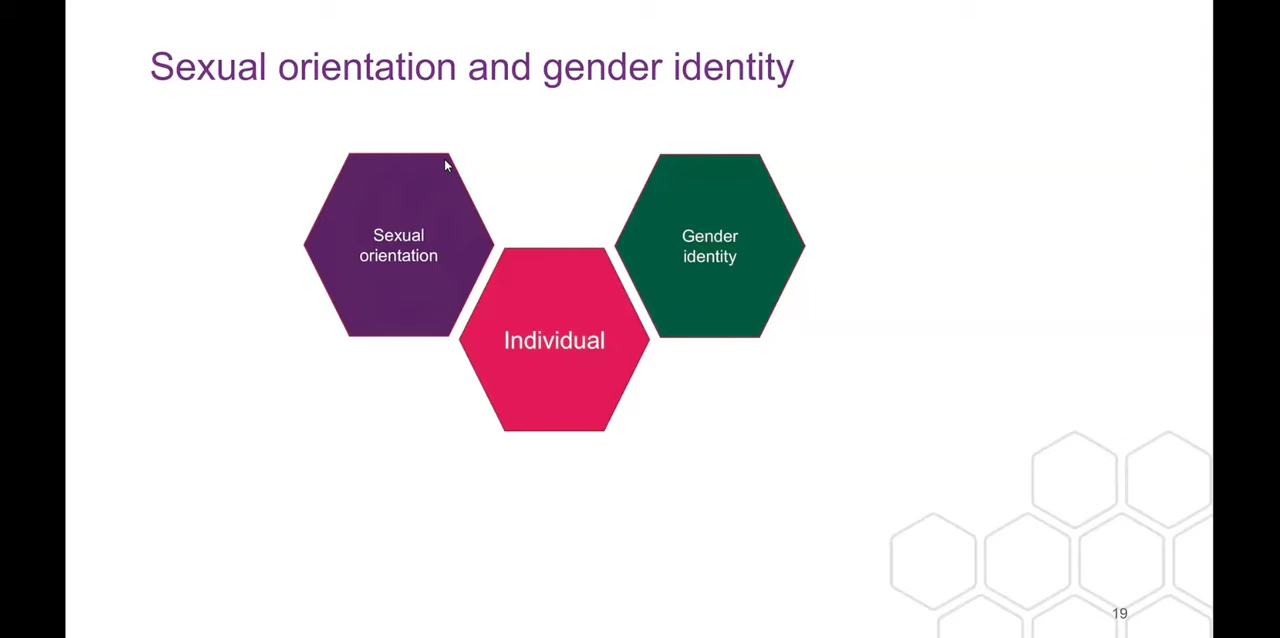 Sexual orientation and gender identity
Sexual
orientation
Gender
identity
Individual
19